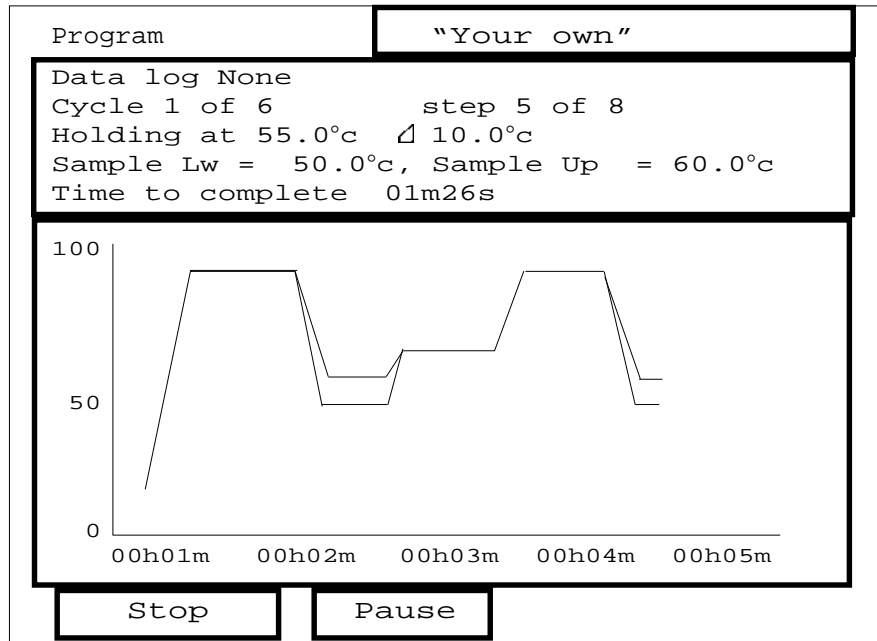 Program “Your own”
Data log None
Cycle 1 of 6 step 5 of 8
Holding at 55.0°c ⊿ 10.0°c
Sample Lw = 50.0°c, Sample Up = 60.0°c
Time to complete 01m26s
100
50
0
00h01m 00h02m 00h03m 00h04m 00h05m
Stop Pause